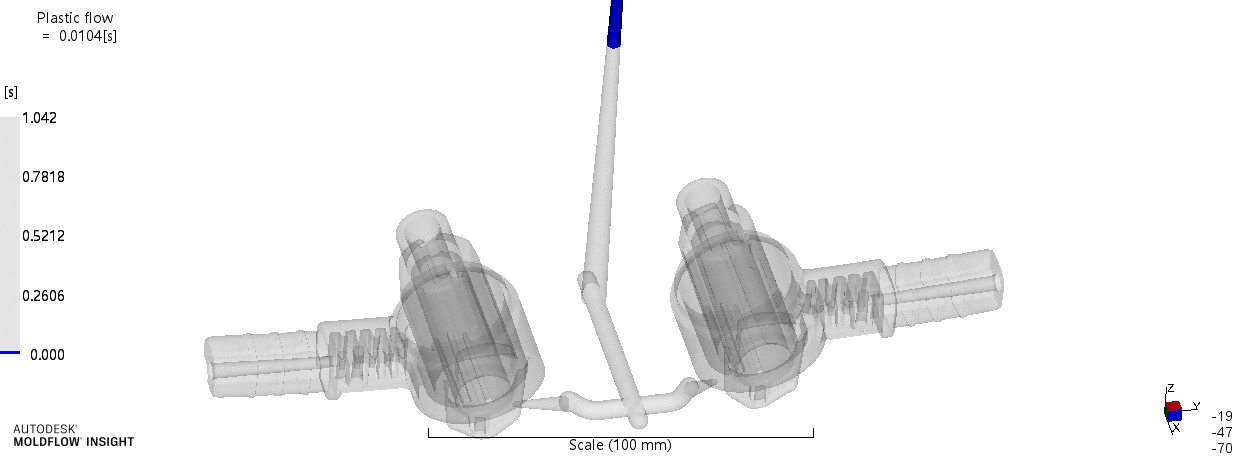 Plastic flow
= 0.0104[s]
[s]
1.042
0.7818
0.5212
0.2606
0.000
AUTODESK®
MOLDFLOW® INSIGHT
Scale (100 mm)
Z
Y
X
-19
-47
-70